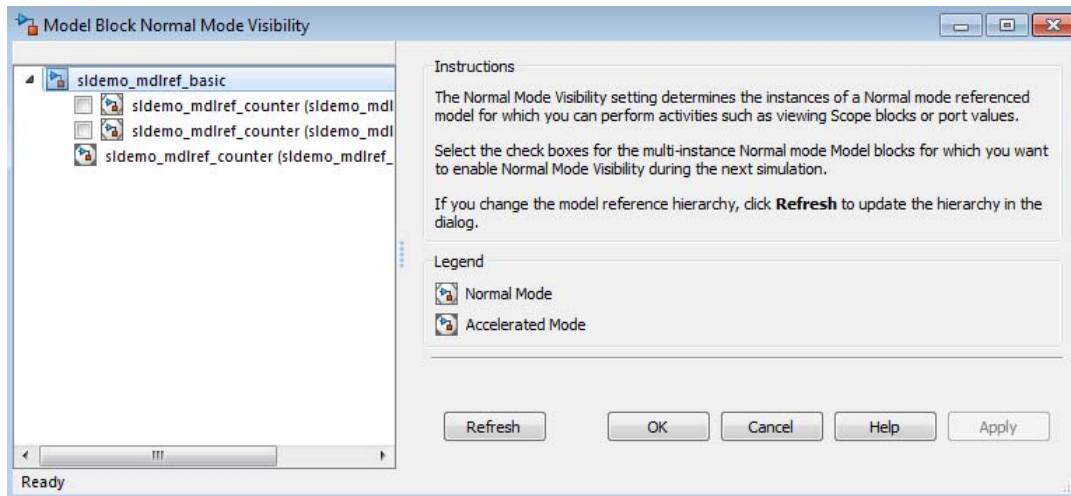 Model Block Normal Mode Visibility
sldemo_mdlref_basic
sldemo_mdlref_counter (sldemo_mdl
sldemo_mdlref_counter (sldemo_mdl
sldemo_mdlref_counter (sldemo_mdlref_
Ready
Instructions
The Normal Mode Visibility setting determines the instances of a Normal mode referenced
model for which you can perform activities such as viewing Scope blocks or port values.
Select the check boxes for the multi-instance Normal mode Model blocks for which you want
to enable Normal Mode Visibility during the next simulation.
If you change the model reference hierarchy, click Refresh to update the hierarchy in the
dialog.
Legend
Normal Mode
Accelerated Mode
Refresh OK Cancel Help Apply